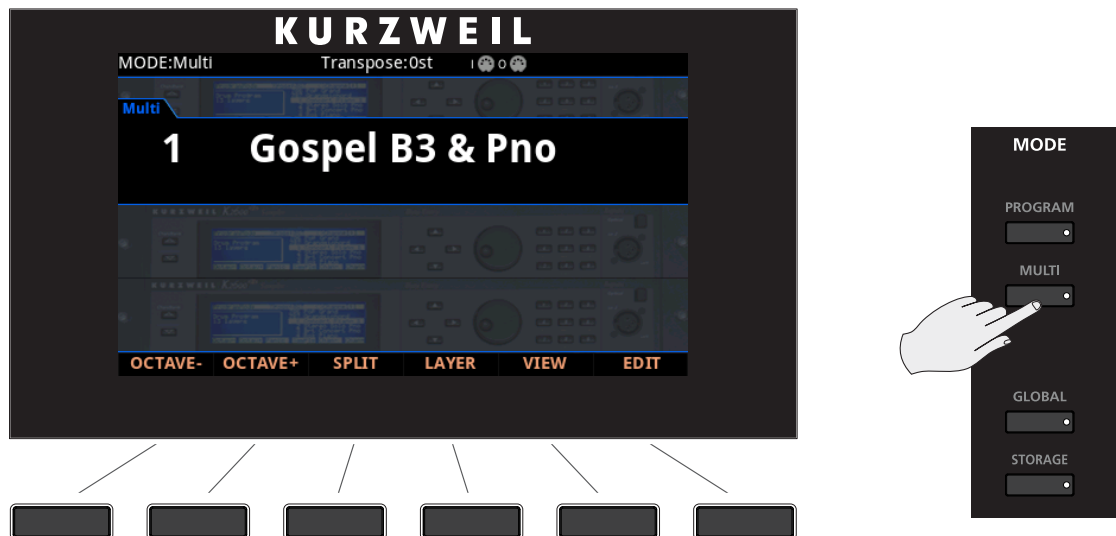 KURZWEIL
MODE:Multi Transpose:0st I O
Multi
1 Gospel B3 & Pno
OCTAVE- OCTAVE+ SPLIT LAYER VIEW EDIT
MODE
PROGRAM
MULTI
GLOBAL
STORAGE